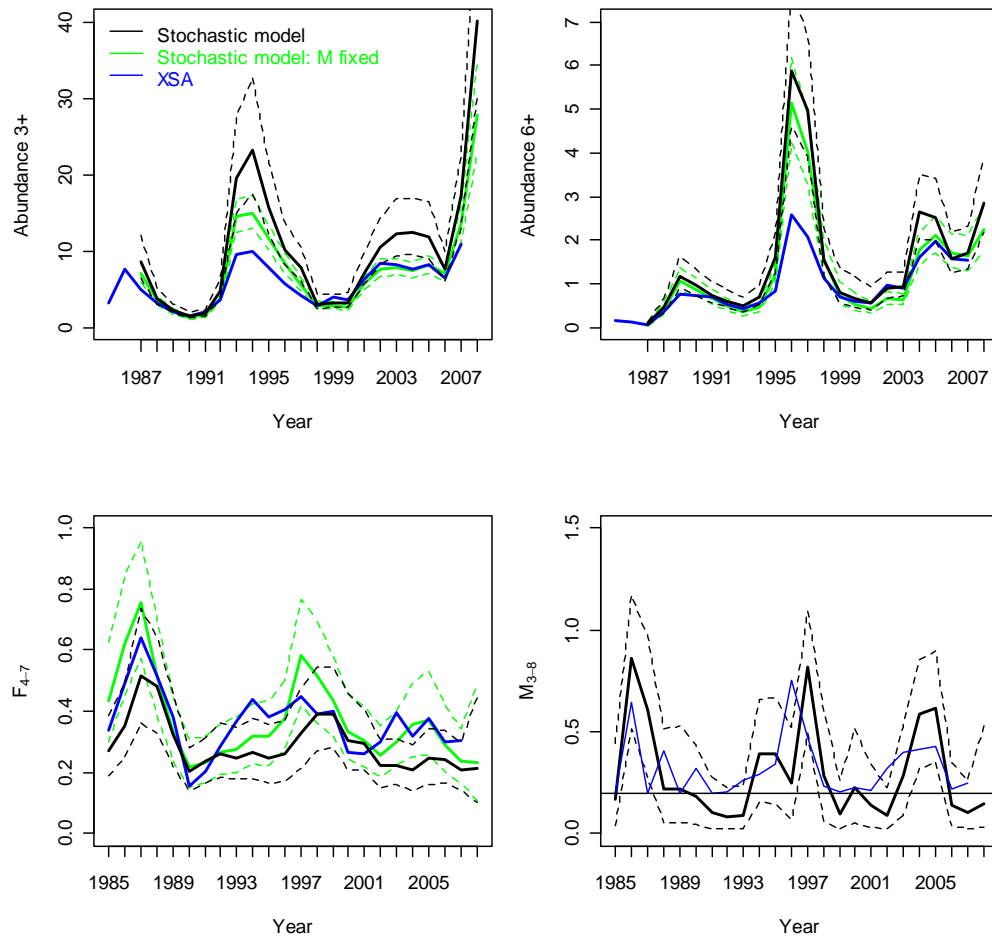 Stochastic model
Stochastic model: M fixed
XSA
Abundance 3+
0
10
20
30
40
1987 1991 1995 1999 2003 2007
Year
Abundance 6+
0
1
2
3
4
5
6
7
1987 1991 1995 1999 2003 2007
Year
F4–7
0.0
0.2
0.4
0.6
0.8
1.0
1985 1989 1993 1997 2001 2005
Year
M3–8
0.0
0.5
1.0
1.5
1985 1989 1993 1997 2001 2005
Year